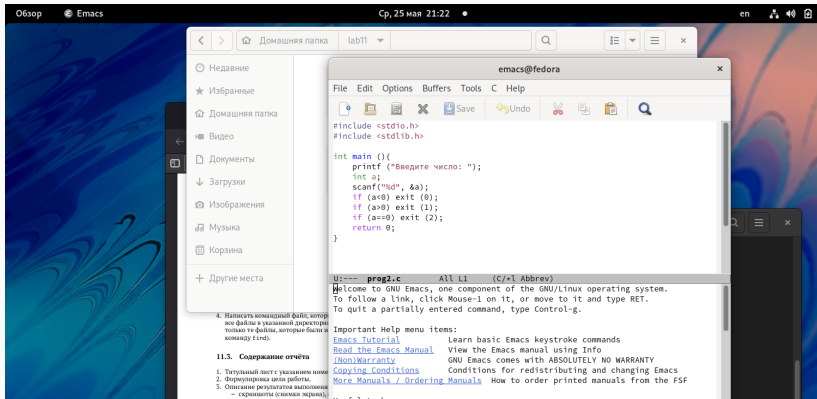 Обзор
Emacs
Ср, 25 мая 21:22
en
Домашняя папка
lab11
Недавние
Избранные
Домашняя папка
Видео
Документы
Загрузки
Изображения
Музыка
Корзина
Другие места
4. Написать командный файл,
все файлы в указанной
только те файлы, которые были
команду find).
11.3. Содержание отчёта
1. Титульный лист с указанием
2. Формулировка цели работы.
3. Описание результатов
– скриншоты (снимки экрана),
emacs@fedora
File Edit Options Buffers Tools C Help
Save
Undo
#include <stdio.h>
#include <stdlib.h>
int main (){
printf ("Введите число: ");
int a;
scanf("%d", &a);
if (a<0) exit (0);
if (a>0) exit (1);
if (a==0) exit (2);
return 0;
}
U:--- prog2.c All L1 (C/*l Abbrev)
Welcome to GNU Emacs, one component of the GNU/Linux operating system.
To follow a link, click Mouse-1 on it, or move to it and type RET.
To quit a partially entered command, type Control-g.
Important Help menu items:
Emacs Tutorial Learn basic Emacs keystroke commands
Read the Emacs Manual View the Emacs manual using Info
(Non)Warranty GNU Emacs comes with ABSOLUTELY NO WARRANTY
Copying Conditions Conditions for redistributing and changing Emacs
More Manuals / Ordering Manuals How to order printed manuals from the FSF